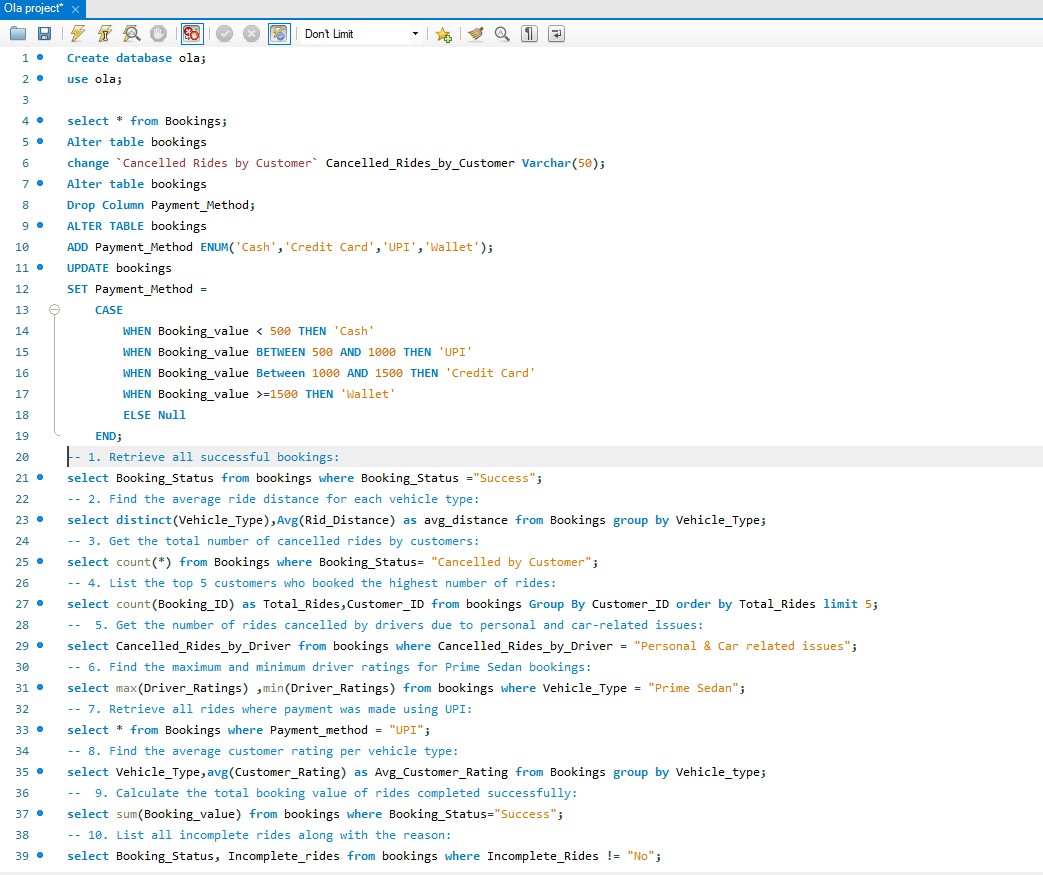 Ola project*
Don't Limit
1 Create database ola;
2 use ola;
3
4 select * from Bookings;
5 Alter table bookings
6 change `Cancelled Rides by Customer` Cancelled_Rides_by_Customer Varchar(50);
7 Alter table bookings
8 Drop Column Payment_Method;
9 ALTER TABLE bookings
10 ADD Payment_Method ENUM('Cash','Credit Card','UPI','Wallet');
11 UPDATE bookings
12 SET Payment_Method =
13 CASE
14 WHEN Booking_value < 500 THEN 'Cash'
15 WHEN Booking_value BETWEEN 500 AND 1000 THEN 'UPI'
16 WHEN Booking_value Between 1000 AND 1500 THEN 'Credit Card'
17 WHEN Booking_value >=1500 THEN 'Wallet'
18 ELSE Null
19 END;
20 -- 1. Retrieve all successful bookings:
21 select Booking_Status from bookings where Booking_Status ="Success";
22 -- 2. Find the average ride distance for each vehicle type:
23 select distinct(Vehicle_Type),Avg(Rid_Distance) as avg_distance from Bookings group by Vehicle_Type;
24 -- 3. Get the total number of cancelled rides by customers:
25 select count(*) from Bookings where Booking_Status= "Cancelled by Customer";
26 -- 4. List the top 5 customers who booked the highest number of rides:
27 select count(Booking_ID) as Total_Rides,Customer_ID from bookings Group By Customer_ID order by Total_Rides limit 5;
28 --  5. Get the number of rides cancelled by drivers due to personal and car-related issues:
29 select Cancelled_Rides_by_Driver from bookings where Cancelled_Rides_by_Driver = "Personal & Car related issues";
30 -- 6. Find the maximum and minimum driver ratings for Prime Sedan bookings:
31 select max(Driver_Ratings) ,min(Driver_Ratings) from bookings where Vehicle_Type = "Prime Sedan";
32 -- 7. Retrieve all rides where payment was made using UPI:
33 select * from Bookings where Payment_method = "UPI";
34 -- 8. Find the average customer rating per vehicle type:
35 select Vehicle_Type,avg(Customer_Rating) as Avg_Customer_Rating from Bookings group by Vehicle_type;
36 --  9. Calculate the total booking value of rides completed successfully:
37 select sum(Booking_value) from bookings where Booking_Status="Success";
38 -- 10. List all incomplete rides along with the reason:
39 select Booking_Status, Incomplete_rides from bookings where Incomplete_Rides != "No";